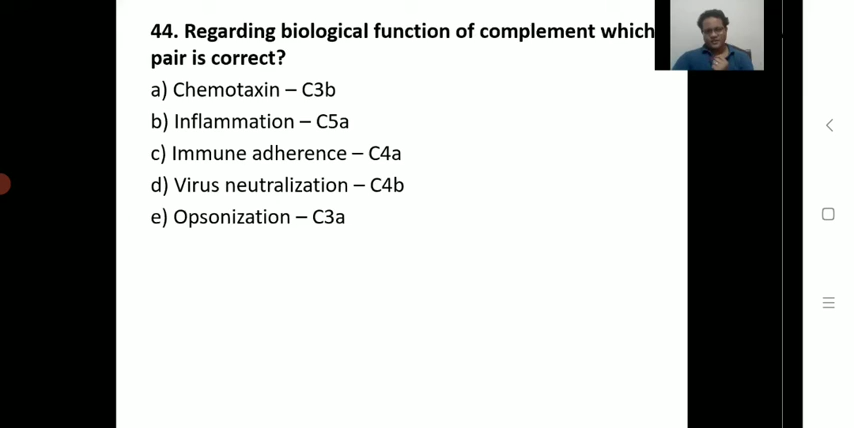 44. Regarding biological function of complement which
pair is correct?
a) Chemotaxin – C3b
b) Inflammation – C5a
c) Immune adherence – C4a
d) Virus neutralization – C4b
e) Opsonization – C3a